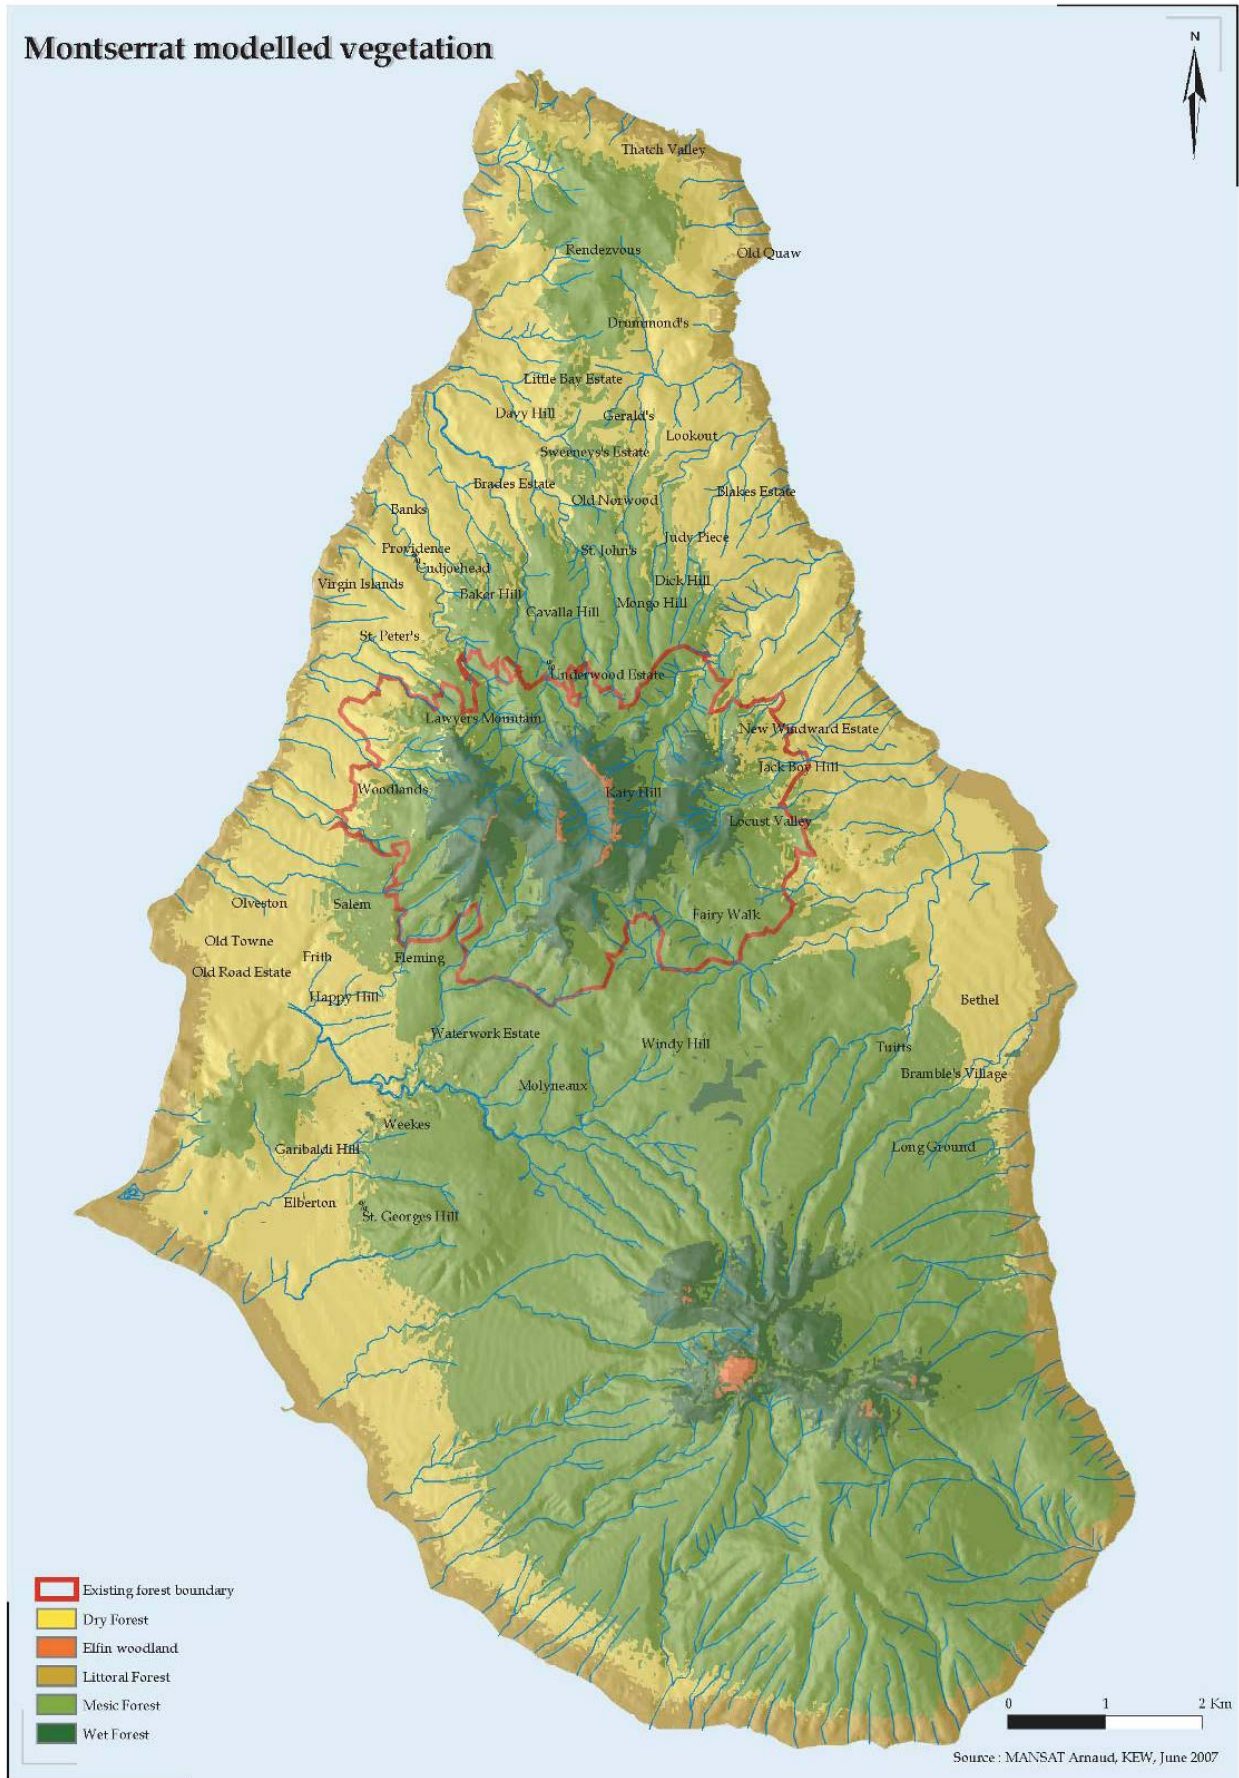 Montserrat modelled vegetation
N
Thatch Valley
Rendezvous
Old Quaw
Drummond's
Little Bay Estate
Davy Hill
Gerald's
Lookout
Sweeneys's Estate
Brades Estate
Blakes Estate
Old Norwood
Banks
Judy Piece
Providence
St. John's
Cudjoehead
Virgin Islands
Dick Hill
Baker Hill
Mongo Hill
Cavalla Hill
St. Peter's
Underwood Estate
Lawyers Mountain
New Windward Estate
Jack Boy Hill
Woodlands
Katy Hill
Locust Valley
Olveston
Salem
Fairy Walk
Old Towne
Frith
Fleming
Old Road Estate
Happy Hill
Bethel
Waterwork Estate
Windy Hill
Tuitts
Bramble's Village
Molyneaux
Weekes
Garibaldi Hill
Long Ground
Elberton
St. Georges Hill
Existing forest boundary
Dry Forest
Elfin woodland
Littoral Forest
Mesic Forest
Wet Forest
0 1 2 Km
Source : MANSAT Arnaud, KEW, June 2007